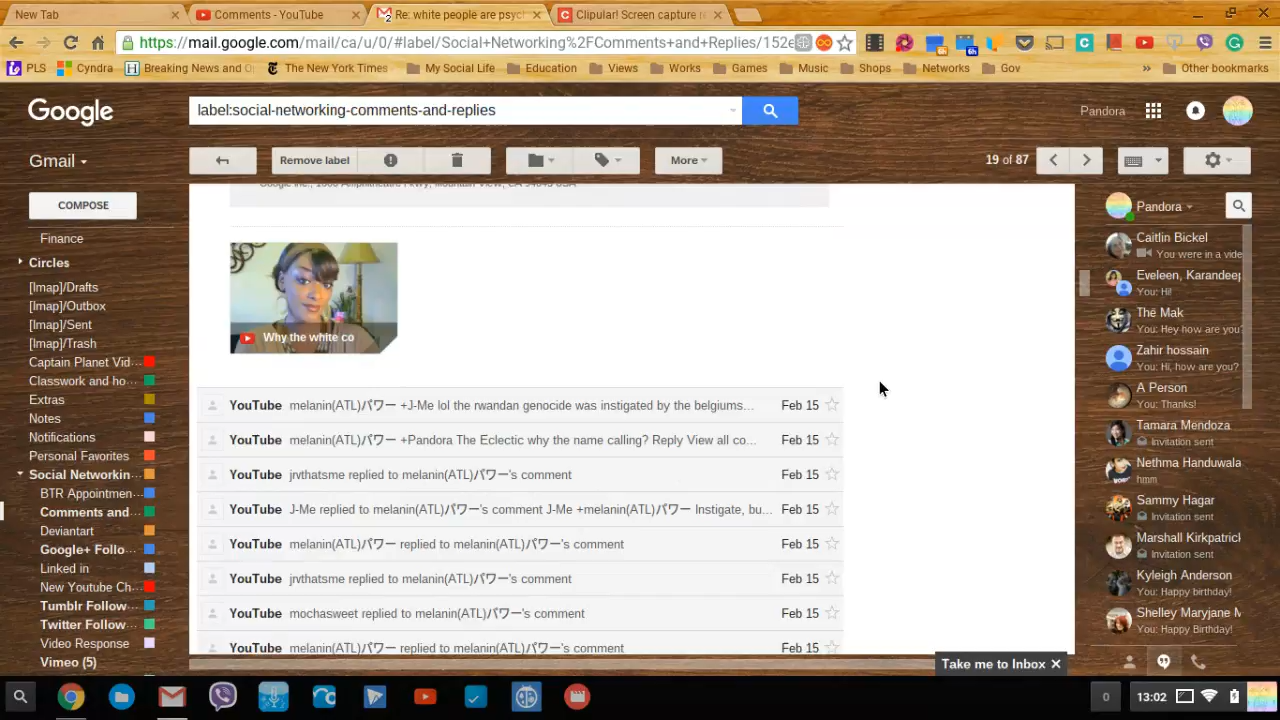 New Tab
Comments - YouTube
Re: white people are psych
Clipular! Screen capture re
https://mail.google.com/mail/ca/u/0/#label/Social+Networking%2FComments+and+Replies/152e
PLS
Cyndra
Breaking News and Op
The New York Times
My Social Life
Education
Views
Works
Games
Music
Shops
Networks
Gov
» Other bookmarks
Google
label:social-networking-comments-and-replies
Pandora
Gmail
Remove label
More
19 of 87
COMPOSE
Finance
Circles
[Imap]/Drafts
[Imap]/Outbox
[Imap]/Sent
[Imap]/Trash
Captain Planet Vid...
Classwork and ho...
Extras
Notes
Notifications
Personal Favorites
Social Networkin...
BTR Appointmen...
Comments and...
Deviantart
Google+ Follo...
Linked in
New Youtube Ch...
Tumblr Follow...
Twitter Follow...
Video Response
Vimeo (5)
Why the white co
YouTube melanin(ATL)パワー +J-Me lol the rwandan genocide was instigated by the belgiums... Feb 15
YouTube melanin(ATL)パワー +Pandora The Eclectic why the name calling? Reply View all co... Feb 15
YouTube jrvthatsme replied to melanin(ATL)パワー's comment Feb 15
YouTube J-Me replied to melanin(ATL)パワー's comment J-Me +melanin(ATL)パワー Instigate, bu... Feb 15
YouTube melanin(ATL)パワー replied to melanin(ATL)パワー's comment Feb 15
YouTube jrvthatsme replied to melanin(ATL)パワー's comment Feb 15
YouTube mochasweet replied to melanin(ATL)パワー's comment Feb 15
YouTube melanin(ATL)パワー replied to melanin(ATL)パワー's comment Feb 15
Pandora
Caitlin Bickel
You were in a vide
Eveleen, Karandeep
You: Hi!
The Mak
You: Hey how are you?
Zahir hossain
You: Hi, how are you?
A Person
You: Thanks!
Tamara Mendoza
Invitation sent
Nethma Handuwala
hmm
Sammy Hagar
Invitation sent
Marshall Kirkpatrick
Invitation sent
Kyleigh Anderson
You: Happy birthday!
Shelley Maryjane M
You: Happy Birthday!
Take me to Inbox ×
0
13:02